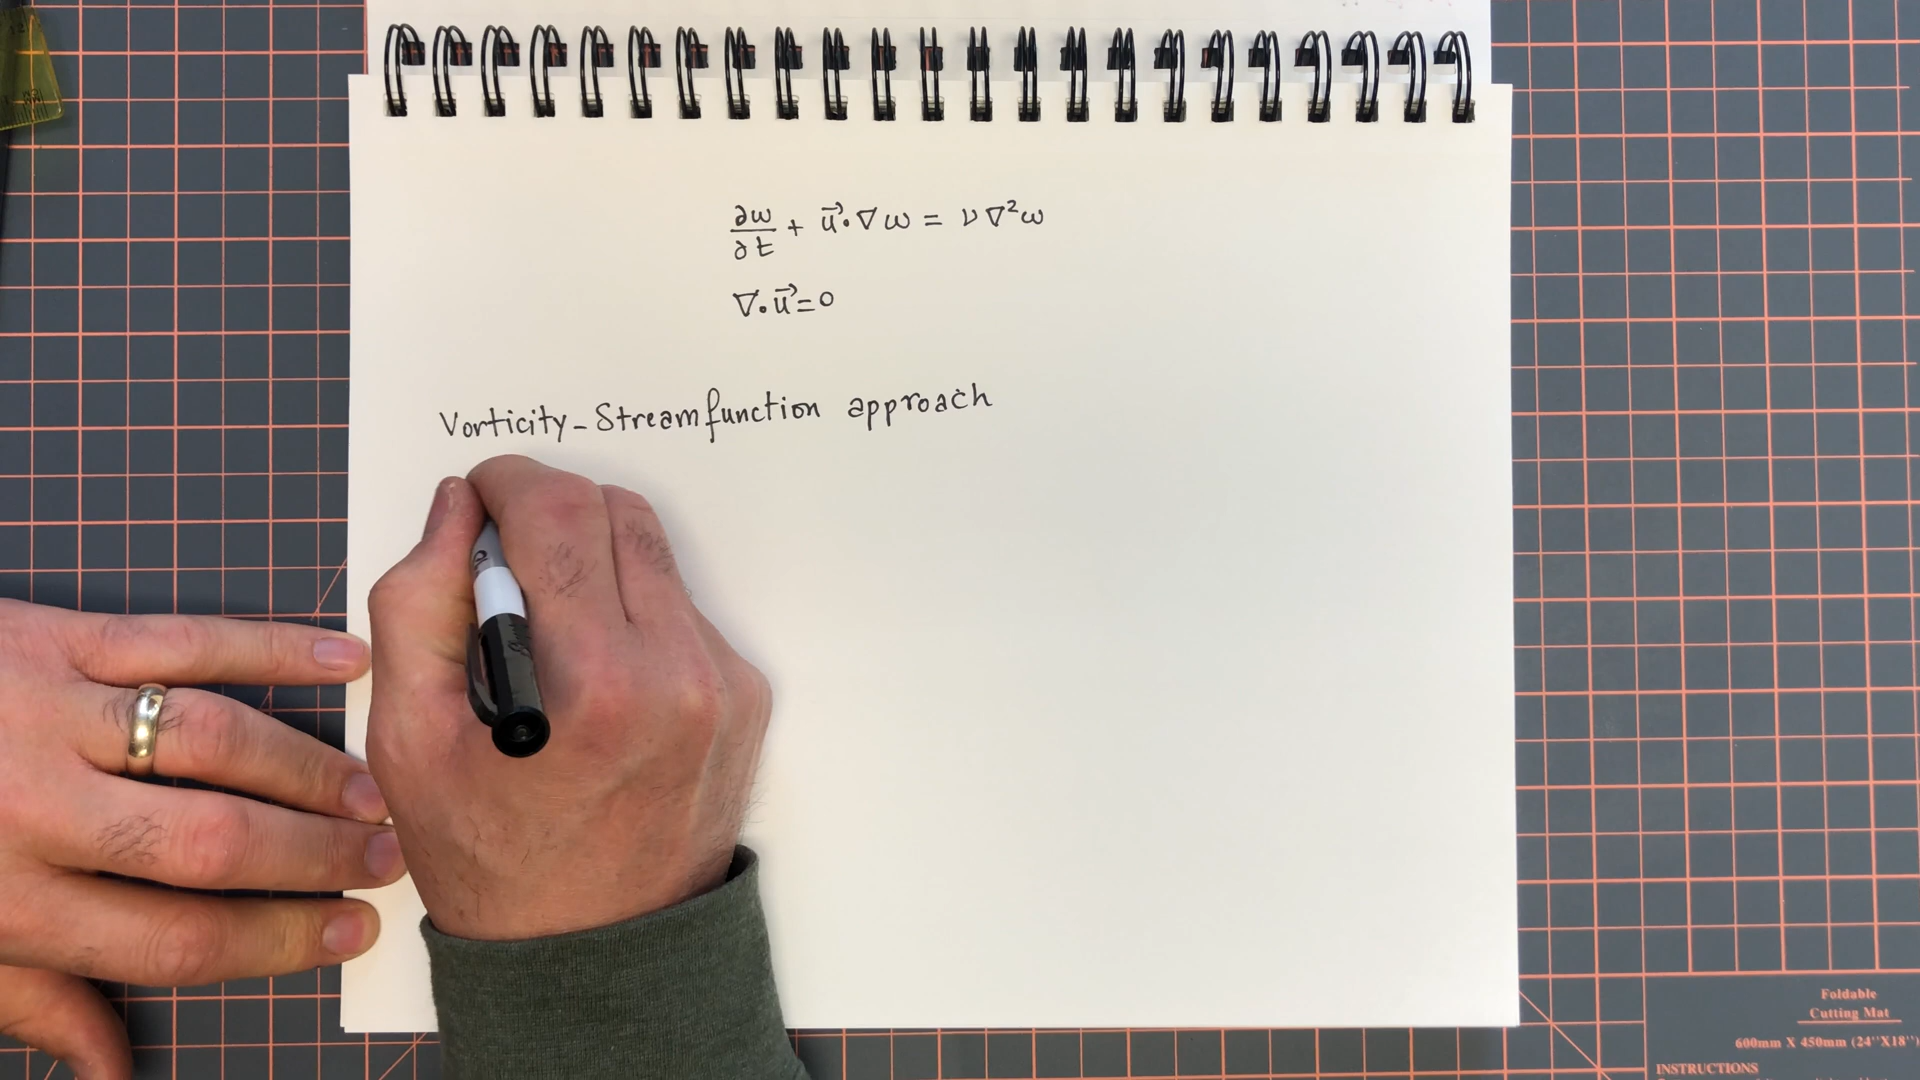 ∂ω/∂t + u⃗·∇ω = ν∇²ω
∇·u⃗=0
Vorticity-Streamfunction approach
Foldable
Cutting Mat
600mm X 450mm (24"X18")
INSTRUCTIONS